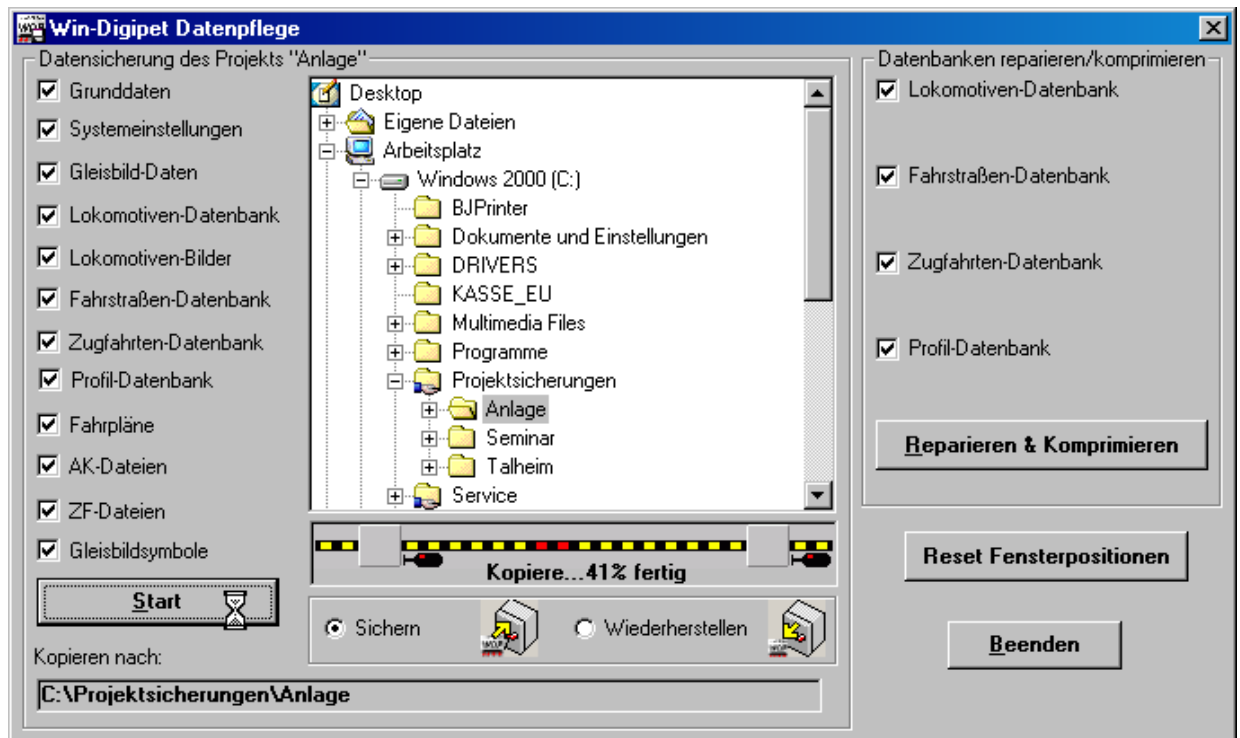 Win-Digipet Datenpflege
Datensicherung des Projekts "Anlage"
Grunddaten
Systemeinstellungen
Gleisbild-Daten
Lokomotiven-Datenbank
Lokomotiven-Bilder
Fahrstraßen-Datenbank
Zugfahrten-Datenbank
Profil-Datenbank
Fahrpläne
AK-Dateien
ZF-Dateien
Gleisbildsymbole
Start
Kopieren nach:
C:\Projektsicherungen\Anlage
Desktop
Eigene Dateien
Arbeitsplatz
Windows 2000 (C:)
BJPrinter
Dokumente und Einstellungen
DRIVERS
KASSE_EU
Multimedia Files
Programme
Projektsicherungen
Anlage
Seminar
Talheim
Service
Kopiere...41% fertig
Sichern
Wiederherstellen
Datenbanken reparieren/komprimieren
Lokomotiven-Datenbank
Fahrstraßen-Datenbank
Zugfahrten-Datenbank
Profil-Datenbank
Reparieren & Komprimieren
Reset Fensterpositionen
Beenden